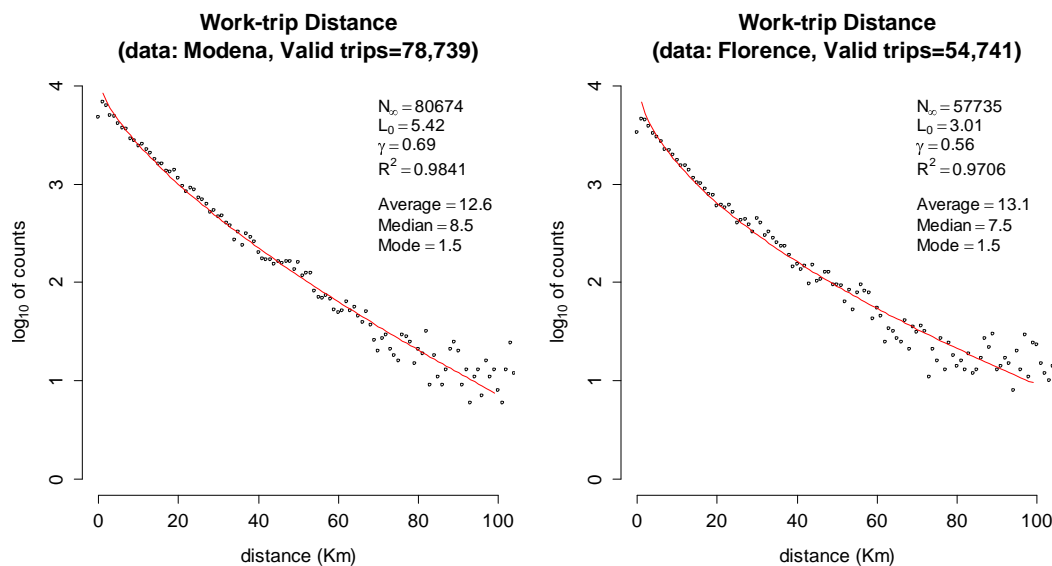 Work-trip Distance
(data: Modena, Valid trips=78,739)
N∞ = 80674
L₀ = 5.42
γ = 0.69
R² = 0.9841
Average = 12.6
Median = 8.5
Mode = 1.5
log₁₀ of counts
4
3
2
1
0
0 20 40 60 80 100
distance (Km)
Work-trip Distance
(data: Florence, Valid trips=54,741)
N∞ = 57735
L₀ = 3.01
γ = 0.56
R² = 0.9706
Average = 13.1
Median = 7.5
Mode = 1.5
log₁₀ of counts
4
3
2
1
0
0 20 40 60 80 100
distance (Km)